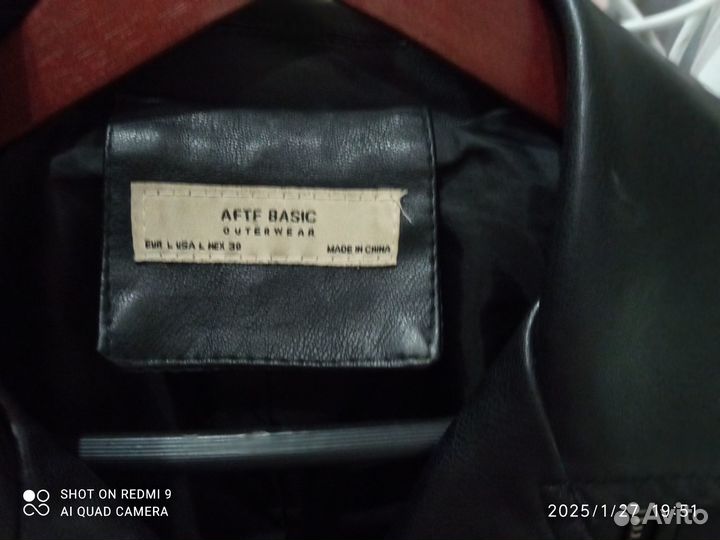 AFTF BASIC
OUTERWEAR
EUR L USA L MEX 30 MADE IN CHINA
SHOT ON REDMI 9
AI QUAD CAMERA
2025/1/27 19:51
Avito